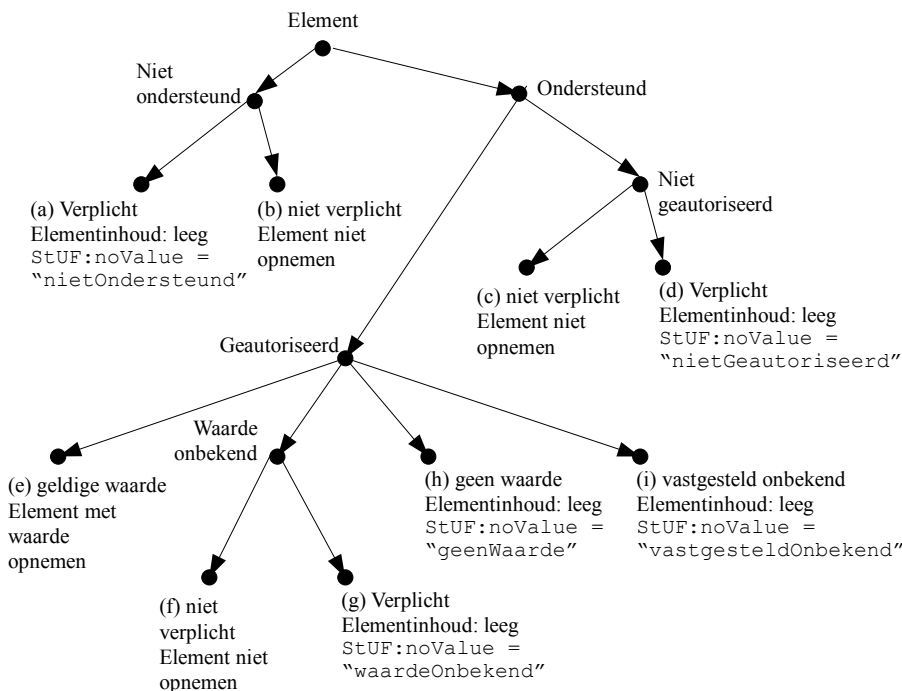 Element
Niet
ondersteund
Ondersteund
(a) Verplicht
Elementinhoud: leeg
StUF:noValue =
“nietOndersteund”
(b) niet verplicht
Element niet
opnemen
Niet
geautoriseerd
(c) niet verplicht
Element niet
opnemen
(d) Verplicht
Elementinhoud: leeg
StUF:noValue =
“nietGeautoriseerd”
Geautoriseerd
(e) geldige waarde
Element met
waarde
opnemen
Waarde
onbekend
(f) niet
verplicht
Element niet
opnemen
(g) Verplicht
Elementinhoud: leeg
StUF:noValue =
“waardeOnbekend”
(h) geen waarde
Elementinhoud: leeg
StUF:noValue =
“geenWaarde”
(i) vastgesteld onbekend
Elementinhoud: leeg
StUF:noValue =
“vastgesteldOnbekend”